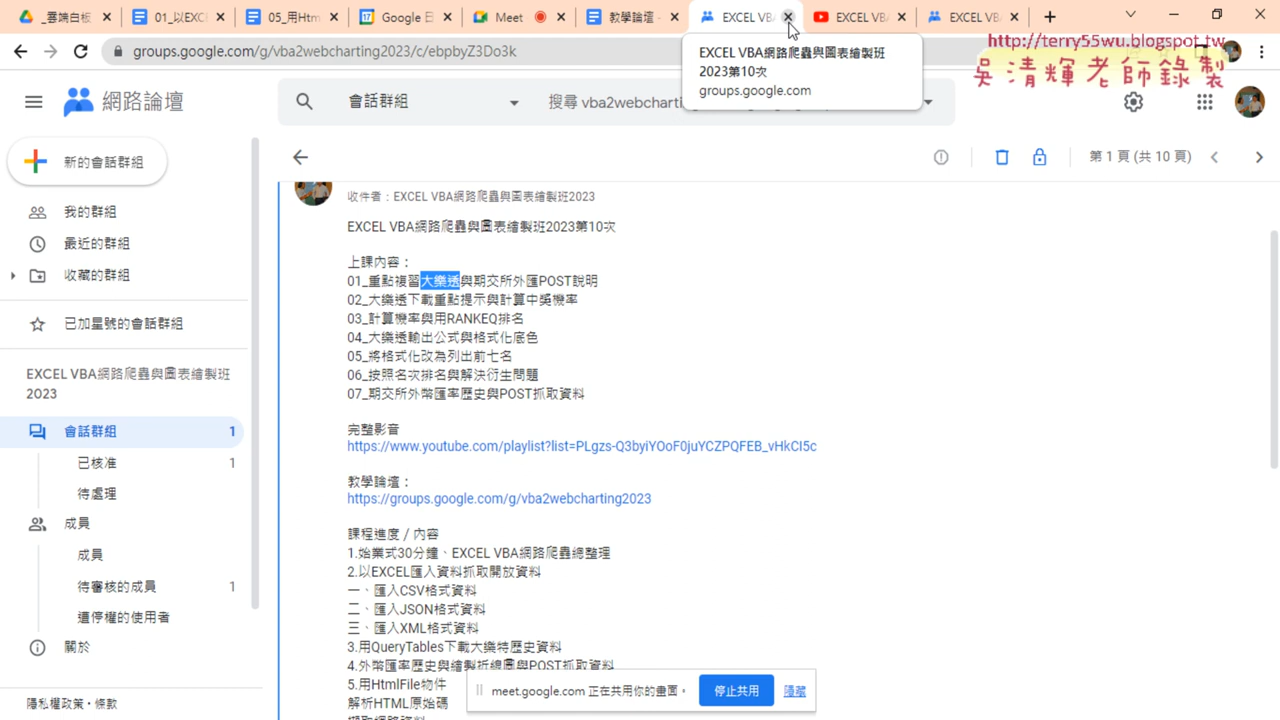 _雲端白板
01_以EXC
05_用Htm
Google E
Meet
教學論壇 -
EXCEL VBA
EXCEL VB
EXCEL VB
groups.google.com/g/vba2webcharting2023/c/ebpbyZ3Do3k
http://terry55wu.blogspot.tw
吳清輝老師錄製
EXCEL VBA網路爬蟲與圖表繪製班
2023第10次
groups.google.com
網路論壇
會話群組
搜尋 vba2webcharti
新的會話群組
第 1 頁 (共 10 頁)
我的群組
最近的群組
收藏的群組
已加星號的會話群組
EXCEL VBA網路爬蟲與圖表繪製班
2023
會話群組 1
已核准 1
待處理
成員
成員
待審核的成員 1
遭停權的使用者
關於
隱私權政策・條款
收件者：EXCEL VBA網路爬蟲與圖表繪製班2023
EXCEL VBA網路爬蟲與圖表繪製班2023第10次
上課內容：
01_重點複習大樂透與期交所外匯POST說明
02_大樂透下載重點提示與計算中獎機率
03_計算機率與用RANKEQ排名
04_大樂透輸出公式與格式化底色
05_將格式化改為列出前七名
06_按照名次排名與解決衍生問題
07_期交所外幣匯率歷史與POST抓取資料
完整影音
https://www.youtube.com/playlist?list=PLgzs-Q3byiYOoF0juYCZPQFEB_vHkCI5c
教學論壇：
https://groups.google.com/g/vba2webcharting2023
課程進度 / 內容
1.始業式30分鐘、EXCEL VBA網路爬蟲總整理
2.以EXCEL匯入資料抓取開放資料
一、匯入CSV格式資料
二、匯入JSON格式資料
三、匯入XML格式資料
3.用QueryTables下載大樂特歷史資料
4.外幣匯率歷史與繪製折線圖與POST抓取資料
5.用HtmlFile物件
解析HTML原始碼
擷取網路資料
meet.google.com 正在共用你的畫面。
停止共用
隱藏